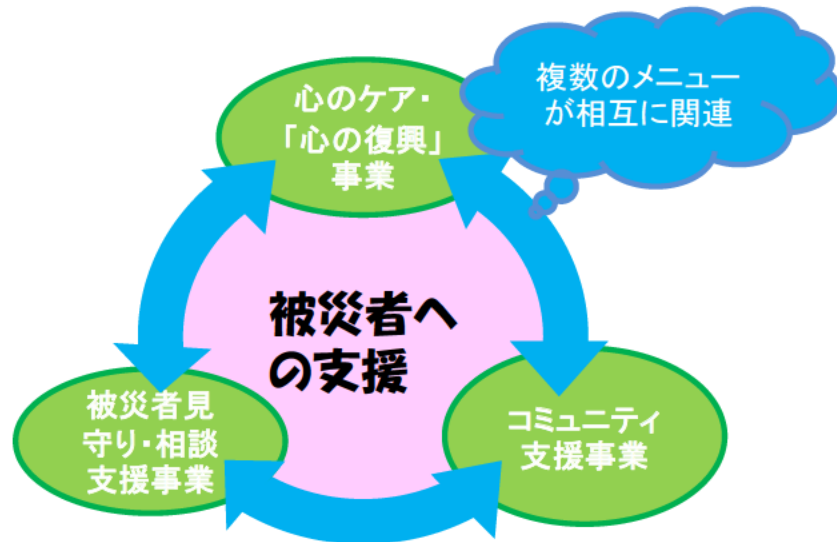 心のケア・
「心の復興」
事業
複数のメニュー
が相互に関連
被災者へ
の支援
被災者見
守り・相談
支援事業
コミュニティ
支援事業